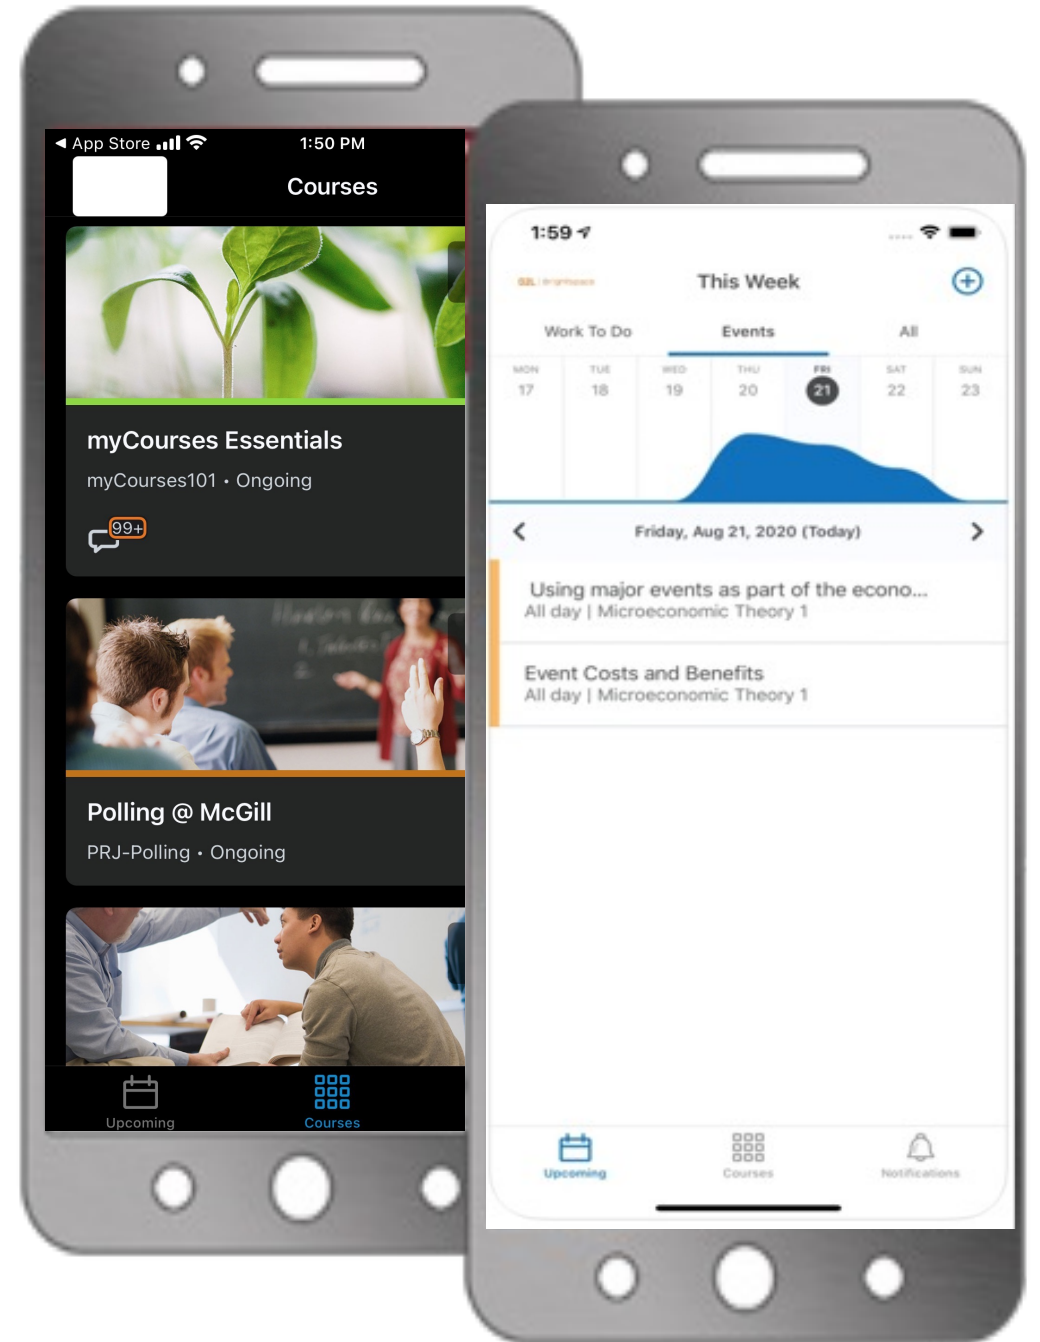 App Store
1:50 PM
Courses
myCourses Essentials
myCourses101 • Ongoing
99+
Polling @ McGill
PRJ-Polling • Ongoing
Upcoming
Courses
1:59
D2L | Brightspace
This Week
Work To Do
Events
All
MON TUE WED THU FRI SAT SUN
17 18 19 20 21 22 23
Friday, Aug 21, 2020 (Today)
Using major events as part of the econo...
All day | Microeconomic Theory 1
Event Costs and Benefits
All day | Microeconomic Theory 1
Upcoming
Courses
Notifications